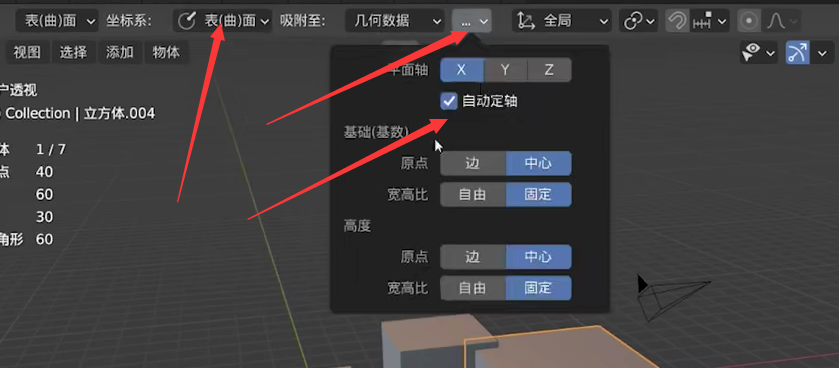 表(曲)面 坐标系: 表(曲)面 吸附至: 几何数据 ... 全局
视图 选择 添加 物体
平面轴 X Y Z
户透视
自动定轴
Collection | 立方体.004
基础(基数)
体 1 / 7
原点 边 中心
点 40
60
宽高比 自由 固定
30
高度
角形 60
原点 边 中心
宽高比 自由 固定